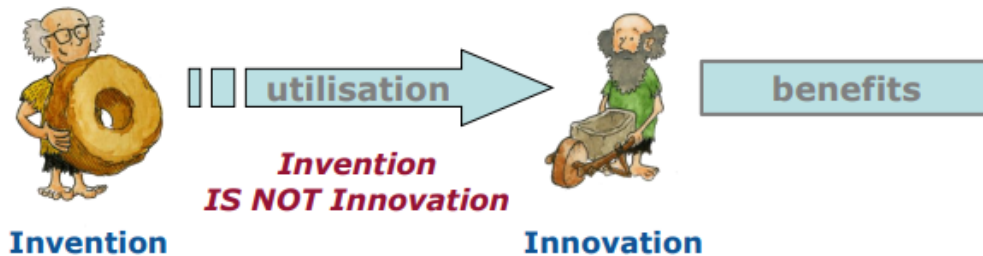 utilisation
benefits
Invention
IS NOT Innovation
Invention
Innovation